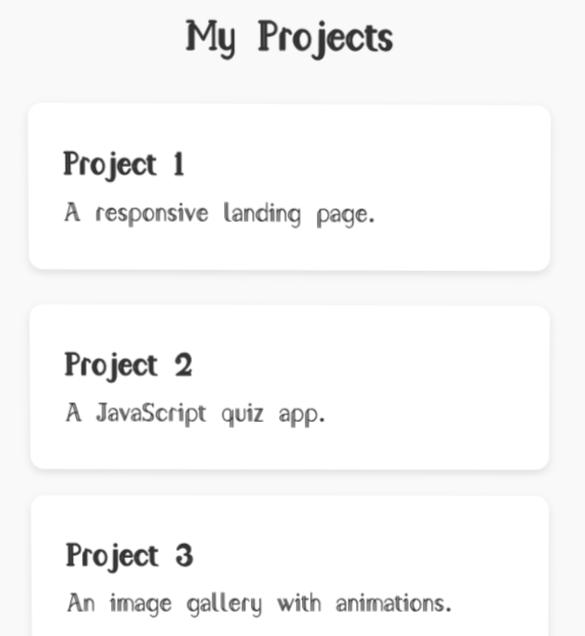 My Projects
Project 1
A responsive landing page.
Project 2
A JavaScript quiz app.
Project 3
An image gallery with animations.